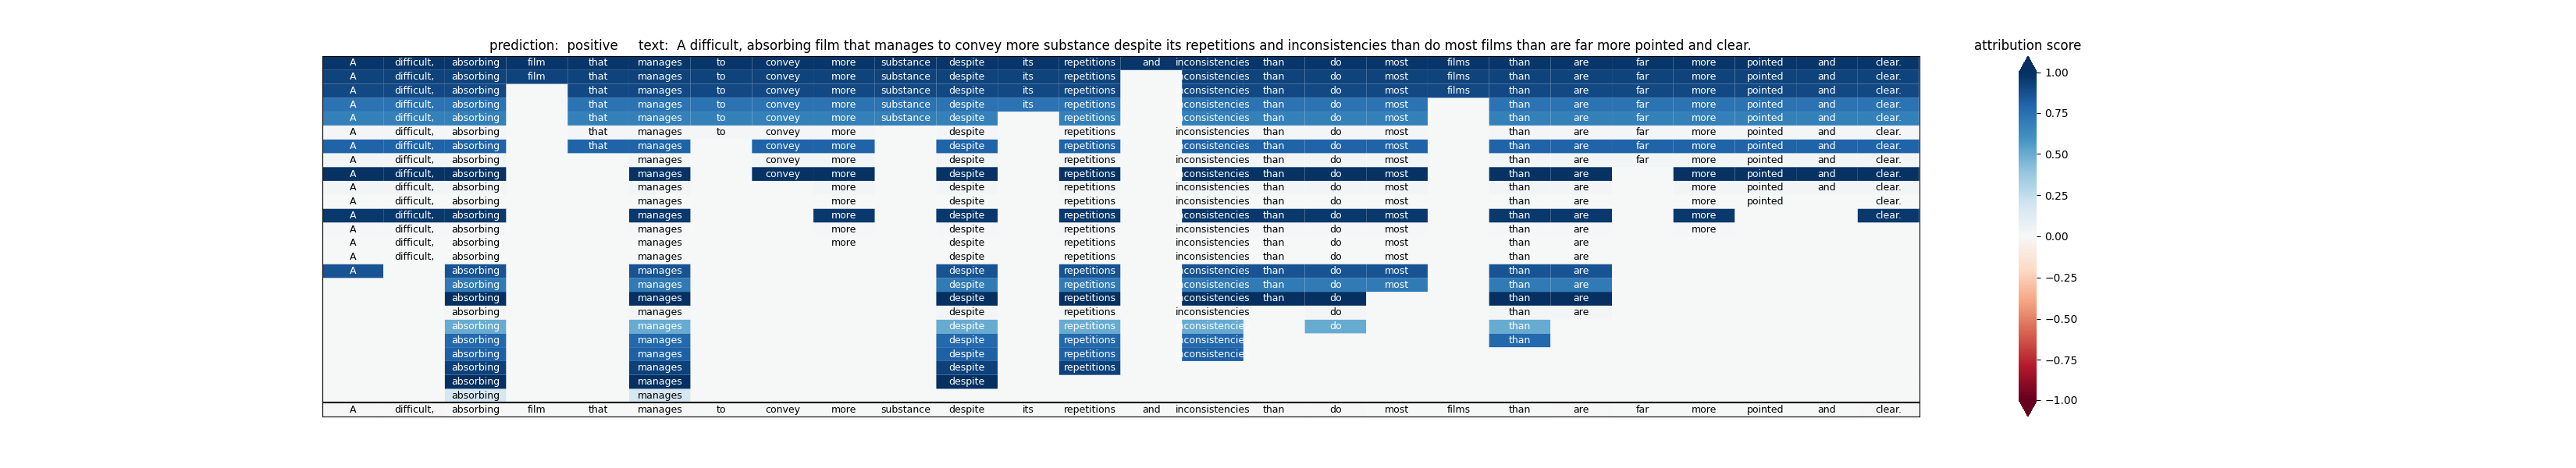 prediction: positive text: A difficult, absorbing film that manages to convey more substance despite its repetitions and inconsistencies than do most films than are far more pointed and clear.
A difficult, absorbing film that manages to convey more substance despite its repetitions and inconsistencies than do most films than are far more pointed and clear.
A difficult, absorbing film that manages to convey more substance despite its repetitions nconsistencies than do most films than are far more pointed and clear.
A difficult, absorbing that manages to convey more substance despite its repetitions nconsistencies than do most films than are far more pointed and clear.
A difficult, absorbing that manages to convey more substance despite its repetitions nconsistencies than do most than are far more pointed and clear.
A difficult, absorbing that manages to convey more substance despite repetitions nconsistencies than do most than are far more pointed and clear.
A difficult, absorbing that manages to convey more despite repetitions inconsistencies than do most than are far more pointed and clear.
A difficult, absorbing that manages convey more despite repetitions nconsistencies than do most than are far more pointed and clear.
A difficult, absorbing manages convey more despite repetitions inconsistencies than do most than are far more pointed and clear.
A difficult, absorbing manages convey more despite repetitions nconsistencies than do most than are more pointed and clear.
A difficult, absorbing manages more despite repetitions inconsistencies than do most than are more pointed and clear.
A difficult, absorbing manages more despite repetitions inconsistencies than do most than are more pointed clear.
A difficult, absorbing manages more despite repetitions nconsistencies than do most than are more clear.
A difficult, absorbing manages more despite repetitions inconsistencies than do most than are more
A difficult, absorbing manages more despite repetitions inconsistencies than do most than are
A difficult, absorbing manages despite repetitions inconsistencies than do most than are
A absorbing manages despite repetitions nconsistencies than do most than are
absorbing manages despite repetitions nconsistencies than do most than are
absorbing manages despite repetitions nconsistencies than do than are
absorbing manages despite repetitions inconsistencies do than are
absorbing manages despite repetitions nconsistencie do than
absorbing manages despite repetitions nconsistencie than
absorbing manages despite repetitions nconsistencie
absorbing manages despite repetitions
absorbing manages despite
absorbing manages
A difficult, absorbing film that manages to convey more substance despite its repetitions and inconsistencies than do most films than are far more pointed and clear.
attribution score
1.00
0.75
0.50
0.25
0.00
−0.25
−0.50
−0.75
−1.00